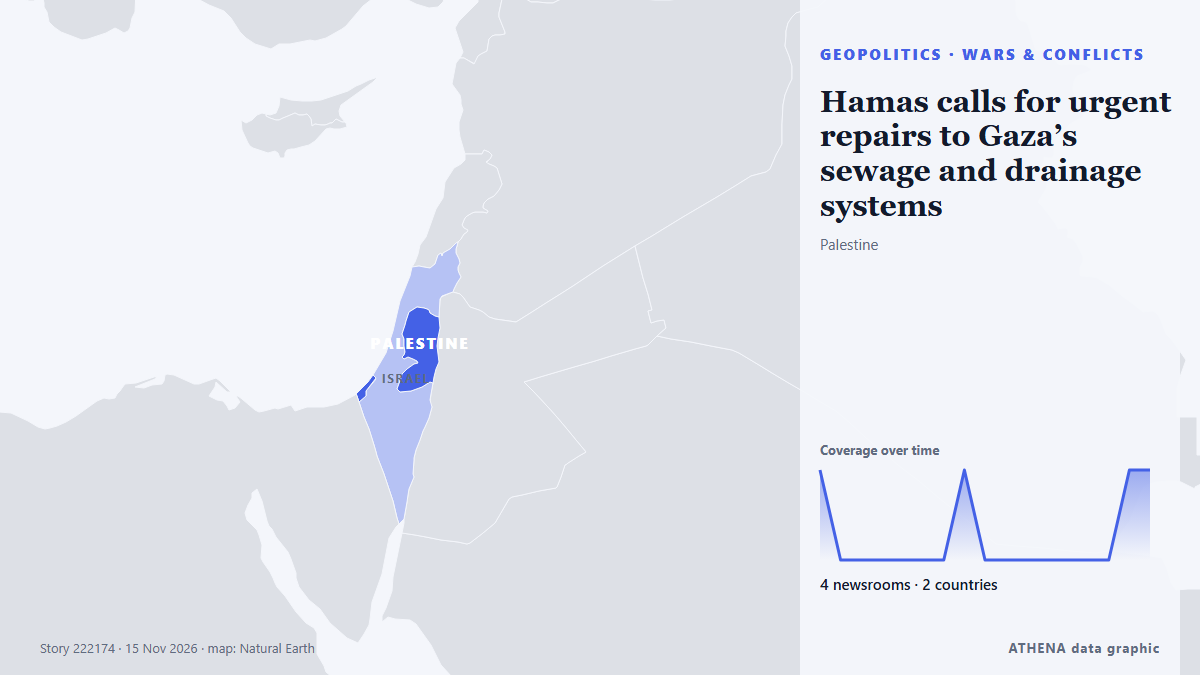 GEOPOLITICS · WARS & CONFLICTS
Hamas calls for urgent
repairs to Gaza’s
sewage and drainage
systems
Palestine
PALESTINE
ISRAEL
Coverage over time
4 newsrooms · 2 countries
Story 222174 · 15 Nov 2026 · map: Natural Earth
ATHENA data graphic